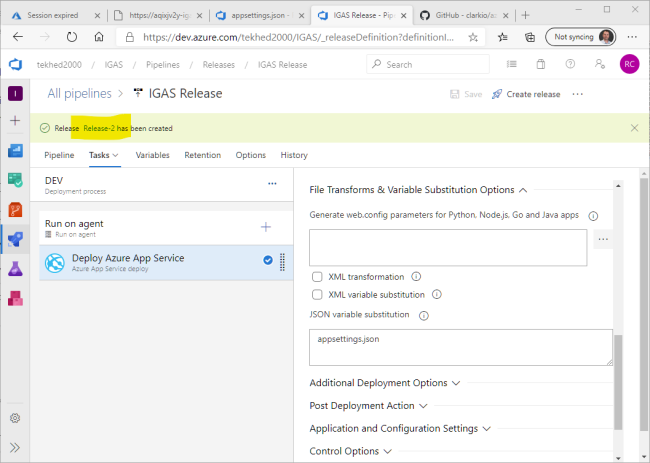 Session expired
https://aqixjv2y-ig
appsettings.json -
IGAS Release - Pip
GitHub - clarkio/a
https://dev.azure.com/tekhed2000/IGAS/_releaseDefinition?definitionI...
Not syncing
tekhed2000 / IGAS / Pipelines / Releases / IGAS Release
Search
RC
I
All pipelines > IGAS Release
Save
Create release
Release Release-2 has been created
Pipeline Tasks Variables Retention Options History
DEV
Deployment process
Run on agent
Run on agent
Deploy Azure App Service
Azure App Service deploy
File Transforms & Variable Substitution Options
Generate web.config parameters for Python, Node.js, Go and Java apps
XML transformation
XML variable substitution
JSON variable substitution
appsettings.json
Additional Deployment Options
Post Deployment Action
Application and Configuration Settings
Control Options